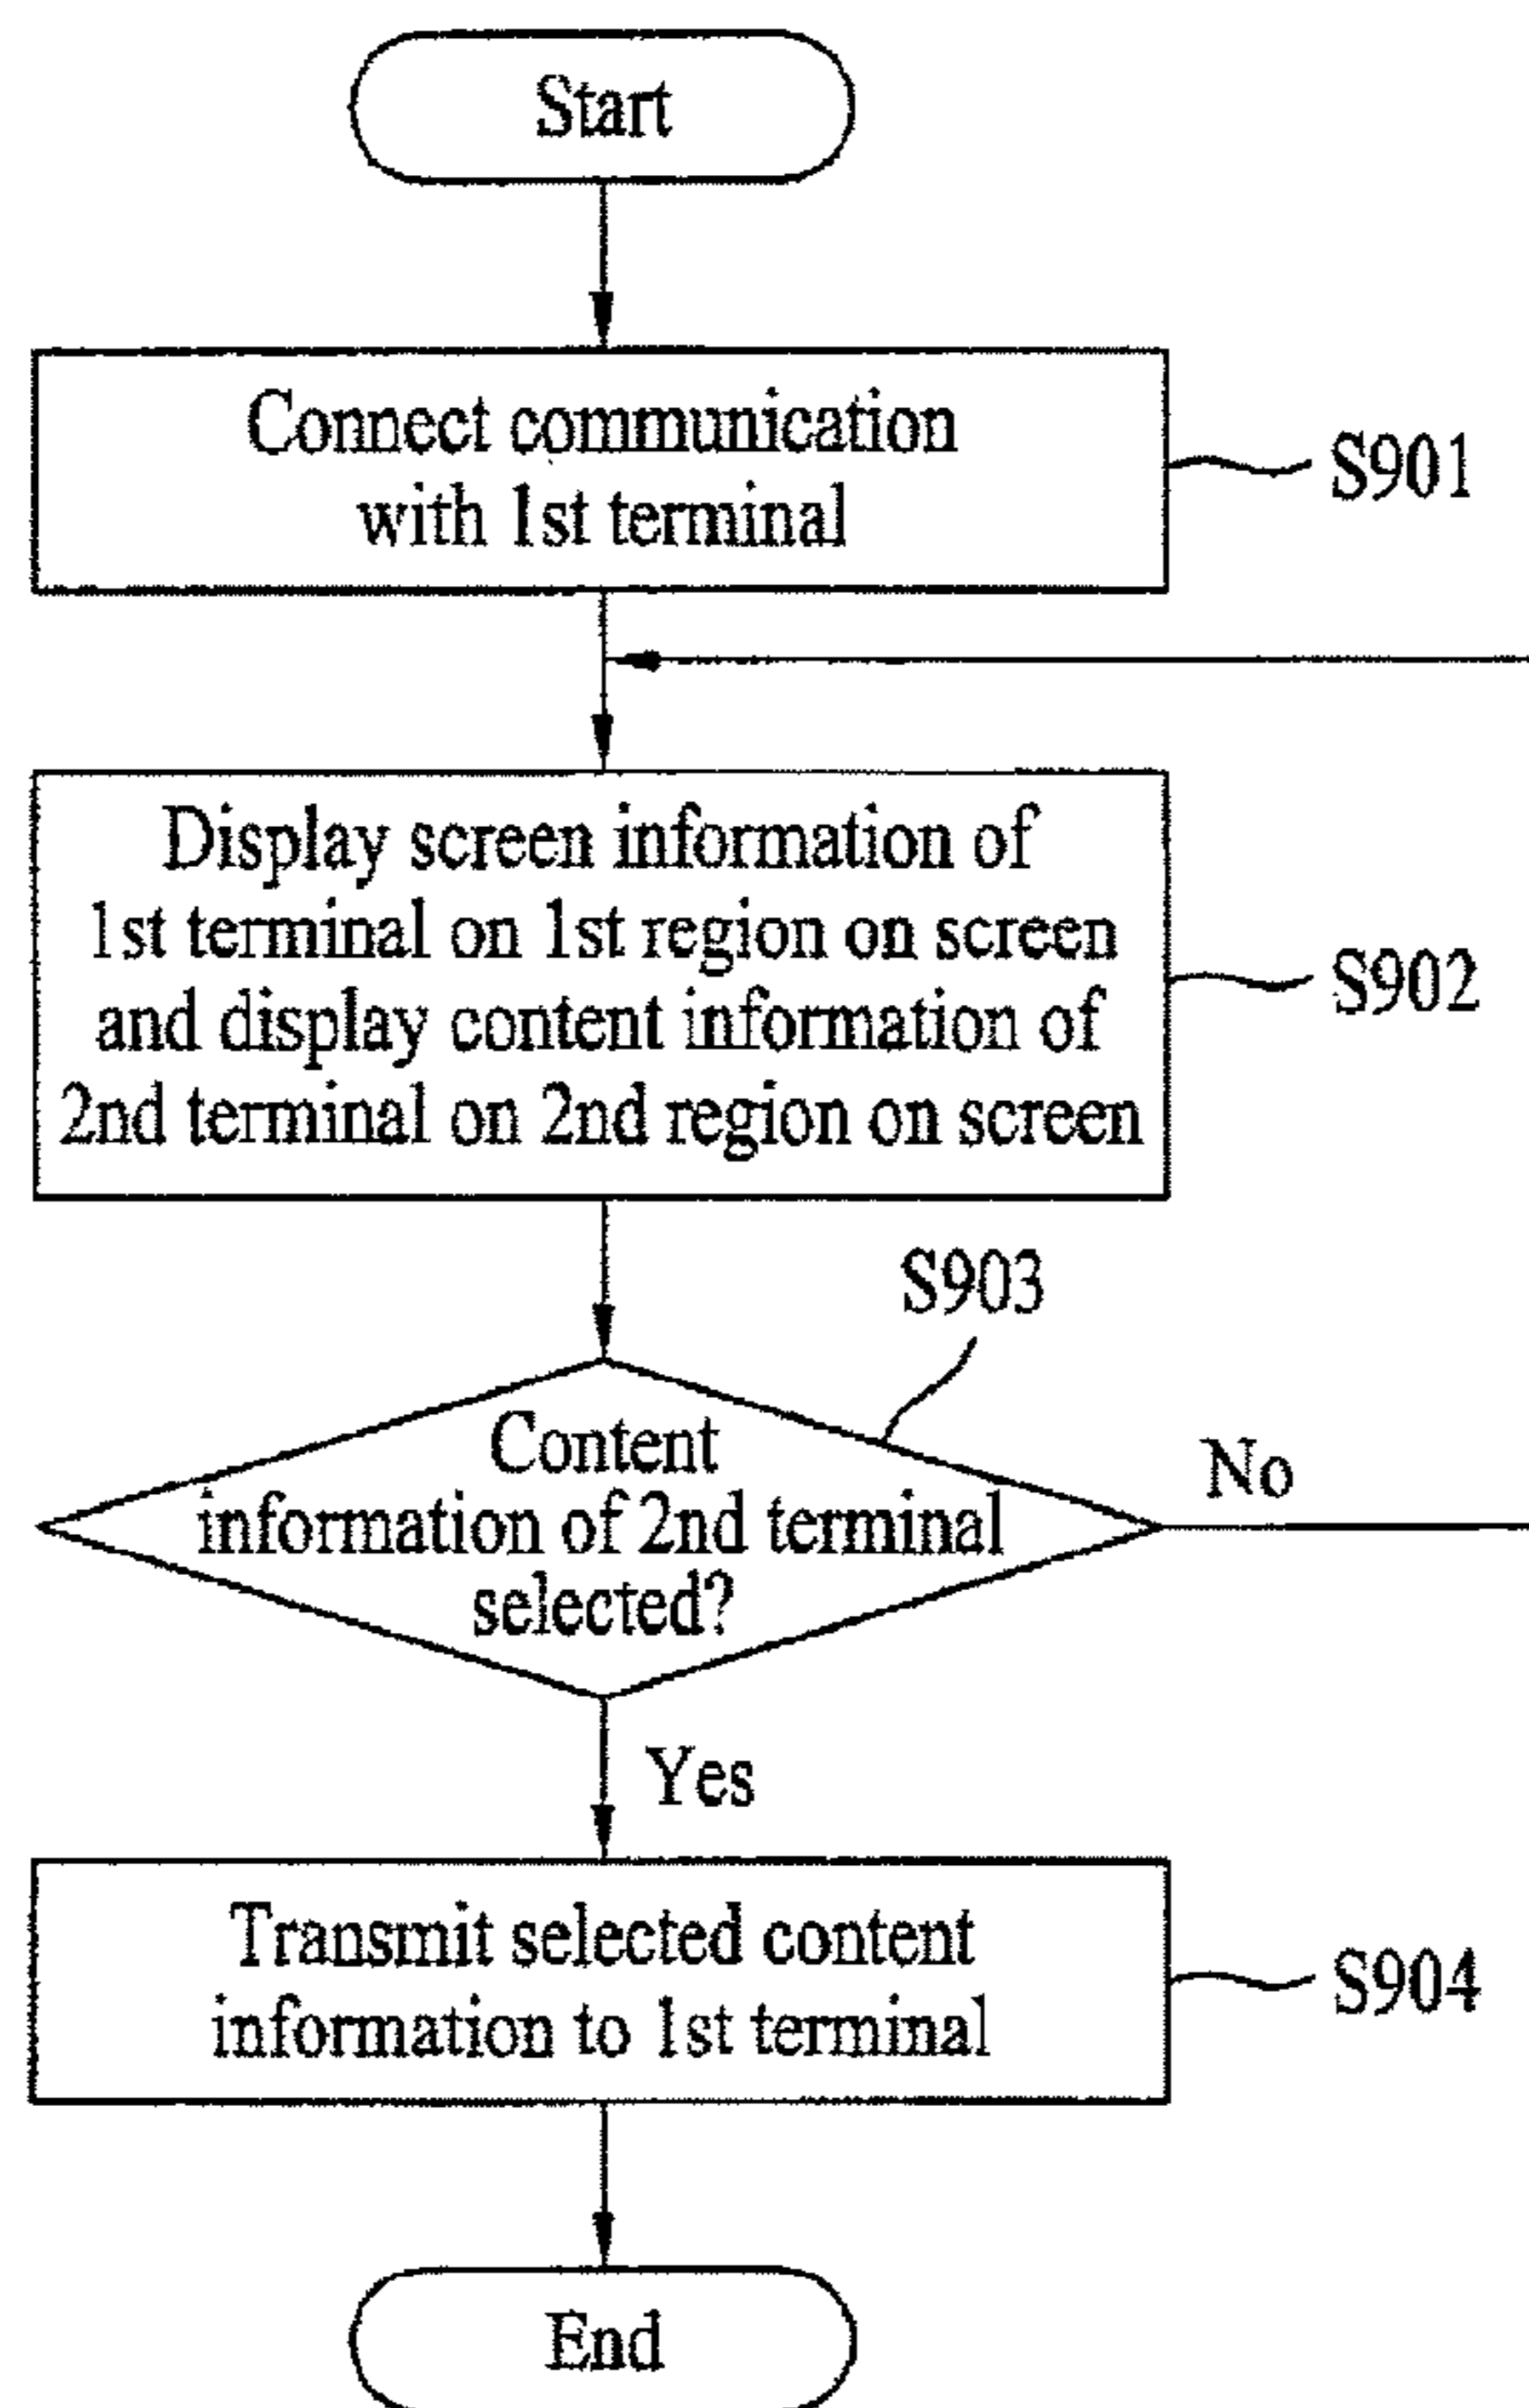 Start
Connect communication
with 1st terminal
S901
Display screen information of
1st terminal on 1st region on screen
and display content information of
2nd terminal on 2nd region on screen
S902
S903
Content
information of 2nd terminal
selected?
No
Yes
Transmit selected content
information to 1st terminal
S904
End